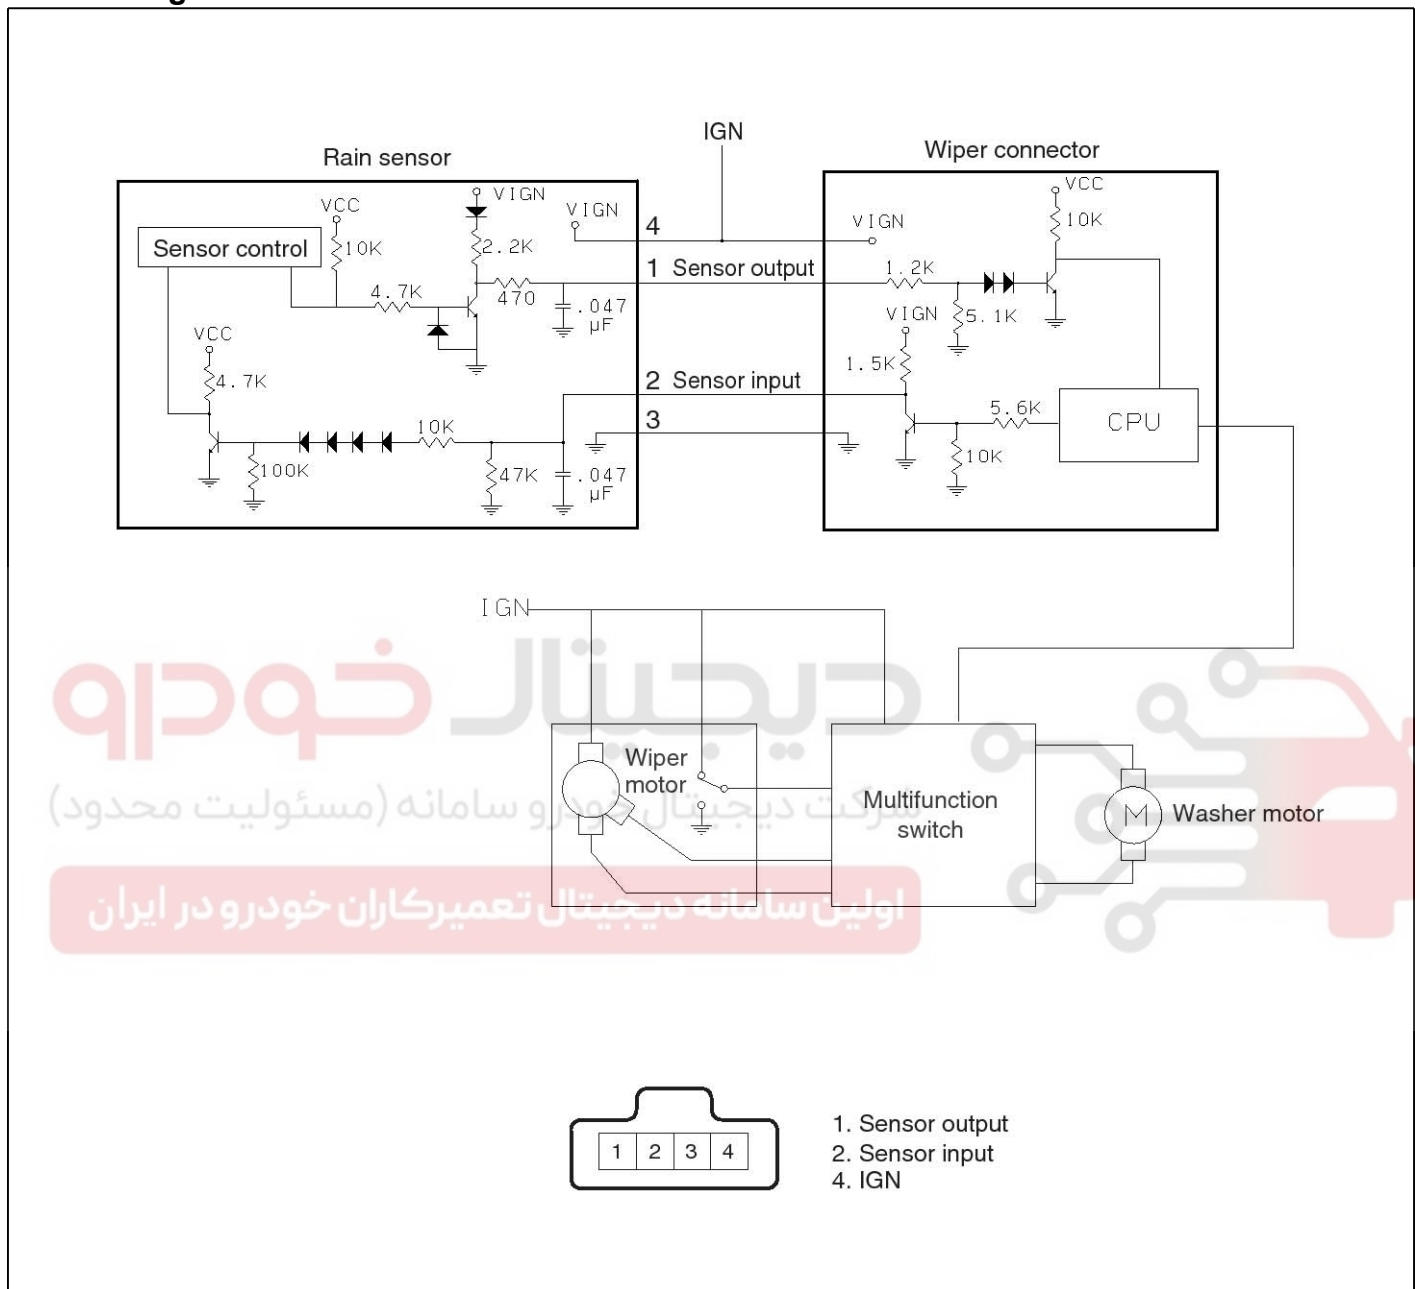 IGN
Rain sensor
Wiper connector
VCC
VIGN
VIGN
VIGN
VCC
Sensor control
10K
2.2K
4
10K
1 Sensor output
1.2K
4.7K
470
.047
µF
VIGN
5.1K
VCC
4.7K
1.5K
2 Sensor input
10K
3
5.6K
CPU
100K
47K
.047
µF
10K
IGN
دیجیتال خودرو
شرکت دیجیتال خودرو سامانه (مسئولیت محدود)
اولین سامانه دیجیتال تعمیرکاران خودرو در ایران
Wiper
motor
Multifunction
switch
M
Washer motor
1 2 3 4
1. Sensor output
2. Sensor input
4. IGN